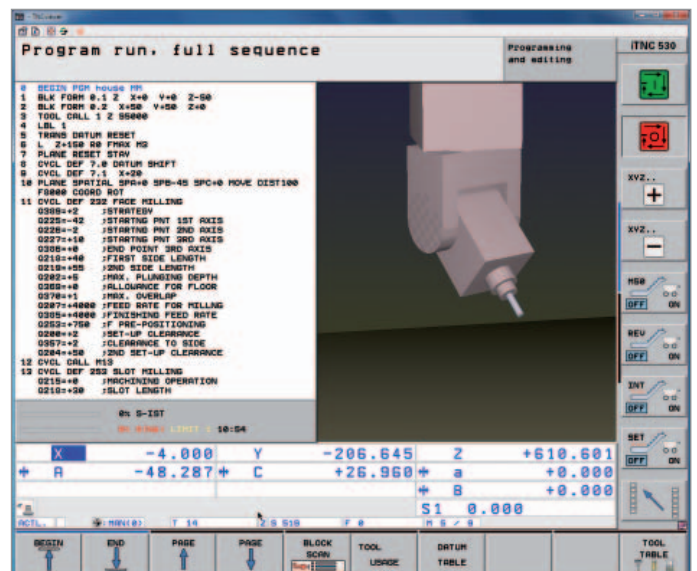 Program run, full sequence
Programming and editing
iTNC 530
0 BEGIN PGM house MM
1 BLK FORM 0.1 Z X+0 Y+0 Z-50
2 BLK FORM 0.2 X+50 Y+50 Z+0
3 TOOL CALL 1 Z S5000
4 LBL 1
5 TRANS DATUM RESET
6 L Z+150 R0 FMAX M3
7 PLANE RESET STAY
8 CYCL DEF 7.0 DATUM SHIFT
9 CYCL DEF 7.1 X+20
10 PLANE SPATIAL SPA+0 SPB-45 SPC+0 MOVE DIST100
F8000 COORD ROT
11 CYCL DEF 232 FACE MILLING
Q389=+2 ;STRATEGY
Q225=-42 ;STARTNG PNT 1ST AXIS
Q226=-2 ;STARTNG PNT 2ND AXIS
Q227=+10 ;STARTNG PNT 3RD AXIS
Q386=+0 ;END POINT 3RD AXIS
Q218=+40 ;FIRST SIDE LENGTH
Q219=+55 ;2ND SIDE LENGTH
Q202=+5 ;MAX. PLUNGING DEPTH
Q369=+0 ;ALLOWANCE FOR FLOOR
Q370=+1 ;MAX. OVERLAP
Q207=+4000 ;FEED RATE FOR MILLNG
Q385=+4000 ;FINISHING FEED RATE
Q253=+750 ;F PRE-POSITIONING
Q200=+2 ;SET-UP CLEARANCE
Q357=+2 ;CLEARANCE TO SIDE
Q204=+50 ;2ND SET-UP CLEARANCE
12 CYCL CALL M13
13 CYCL DEF 253 SLOT MILLING
Q215=+0 ;MACHINING OPERATION
Q218=+30 ;SLOT LENGTH
0% S-IST
LIMIT 1 10:54
X -4.000 Y -206.645 Z +610.601
A -48.287 C +26.960 a +0.000
B +0.000
S1 0.000
ACTL. MAN(0) T 14 Z S 510 F 0 M 5 / 9
XYZ..
+
XYZ..
-
M50
OFF ON
REV
OFF ON
INT
OFF ON
SET
OFF ON
BEGIN
END
PAGE
PAGE
BLOCK SCAN
TOOL USAGE
DATUM TABLE
TOOL TABLE